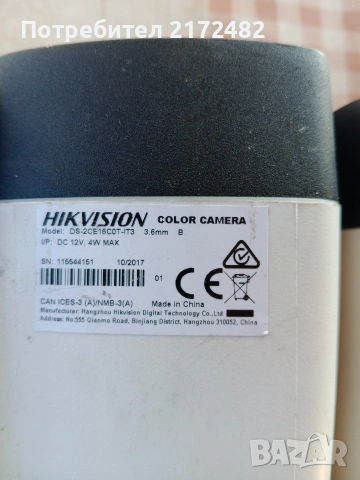 Потребител 2172482
HIKVISION COLOR CAMERA
Model: DS-2CE16C0T-IT3 3.6mm B
I/P: DC 12V, 4W MAX
SN: 115544151 10/2017
01
CAN ICES-3 (A)/NMB-3(A) Made in China
Manufacturer: Hangzhou Hikvision Digital Technology Co.,Ltd
Address: No.555 Qianmo Road, Binjiang District, Hangzhou 310052, China
BAZAR
bg